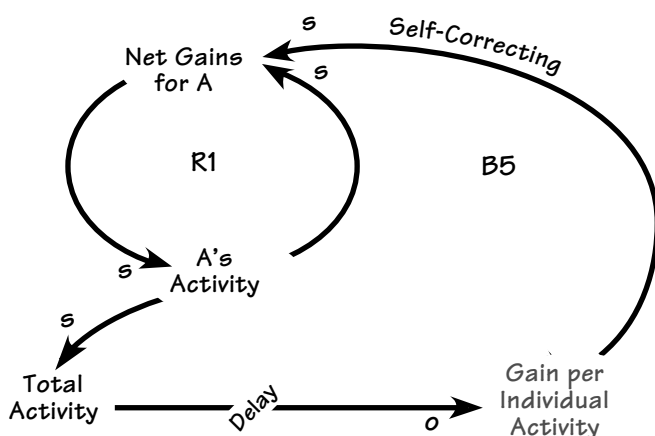 s
Self-Correcting
Net Gains
for A
s
R1
B5
s
A's
Activity
s
Total
Activity
Delay
o
Gain per
Individual
Activity